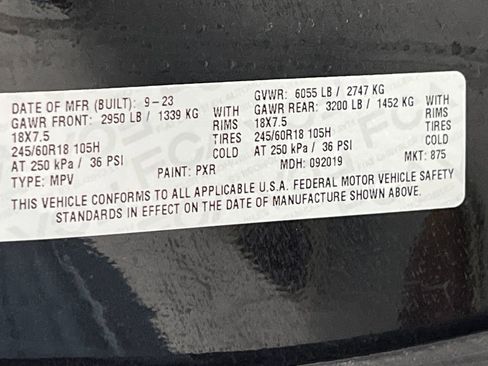 DATE OF MFR (BUILT): 9-23 GVWR: 6055 LB / 2747 KG
GAWR FRONT: 2950 LB / 1339 KG WITH GAWR REAR: 3200 LB / 1452 KG WITH
18X7.5 RIMS 18X7.5 RIMS
245/60R18 105H TIRES 245/60R18 105H TIRES
AT 250 kPa / 36 PSI COLD AT 250 kPa / 36 PSI COLD
TYPE: MPV PAINT: PXR MDH: 092019 MKT: 875
THIS VEHICLE CONFORMS TO ALL APPLICABLE U.S.A. FEDERAL MOTOR VEHICLE SAFETY
STANDARDS IN EFFECT ON THE DATE OF MANUFACTURE SHOWN ABOVE.